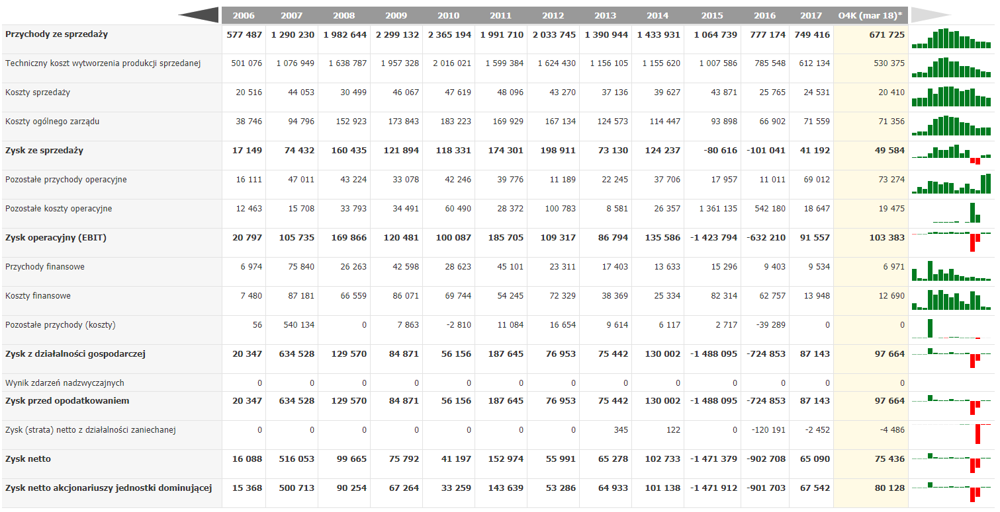 2006 2007 2008 2009 2010 2011 2012 2013 2014 2015 2016 2017 O4K (mar 18)*
Przychody ze sprzedaży 577 487 1 290 230 1 982 644 2 299 132 2 365 194 1 991 710 2 033 745 1 390 944 1 433 931 1 064 739 777 174 749 416 671 725
Techniczny koszt wytworzenia produkcji sprzedanej 501 076 1 076 949 1 638 787 1 957 328 2 016 021 1 599 384 1 624 430 1 156 105 1 155 620 1 007 586 785 548 612 134 530 375
Koszty sprzedaży 20 516 44 053 30 499 46 067 47 619 48 096 43 270 37 136 39 627 43 871 25 765 24 531 20 410
Koszty ogólnego zarządu 38 746 94 796 152 923 173 843 183 223 169 929 167 134 124 573 114 447 93 898 66 902 71 559 71 356
Zysk ze sprzedaży 17 149 74 432 160 435 121 894 118 331 174 301 198 911 73 130 124 237 -80 616 -101 041 41 192 49 584
Pozostałe przychody operacyjne 16 111 47 011 43 224 33 078 42 246 39 776 11 189 22 245 37 706 17 957 11 011 69 012 73 274
Pozostałe koszty operacyjne 12 463 15 708 33 793 34 491 60 490 28 372 100 783 8 581 26 357 1 361 135 542 180 18 647 19 475
Zysk operacyjny (EBIT) 20 797 105 735 169 866 120 481 100 087 185 705 109 317 86 794 135 586 -1 423 794 -632 210 91 557 103 383
Przychody finansowe 6 974 75 840 26 263 42 598 28 623 45 101 23 311 17 403 13 633 15 296 9 403 9 534 6 971
Koszty finansowe 7 480 87 181 66 559 86 071 69 744 54 245 72 329 38 369 25 334 82 314 62 757 13 948 12 690
Pozostałe przychody (koszty) 56 540 134 0 7 863 -2 810 11 084 16 654 9 614 6 117 2 717 -39 289 0 0
Zysk z działalności gospodarczej 20 347 634 528 129 570 84 871 56 156 187 645 76 953 75 442 130 002 -1 488 095 -724 853 87 143 97 664
Wynik zdarzeń nadzwyczajnych 0 0 0 0 0 0 0 0 0 0 0 0 0
Zysk przed opodatkowaniem 20 347 634 528 129 570 84 871 56 156 187 645 76 953 75 442 130 002 -1 488 095 -724 853 87 143 97 664
Zysk (strata) netto z działalności zaniechanej 0 0 0 0 0 0 0 345 122 0 -120 191 -2 452 -4 486
Zysk netto 16 088 516 053 99 665 75 792 41 197 152 974 55 991 65 278 102 733 -1 471 379 -902 708 65 090 75 436
Zysk netto akcjonariuszy jednostki dominującej 15 368 500 713 90 254 67 264 33 259 143 639 53 286 64 933 101 138 -1 471 912 -901 703 67 542 80 128